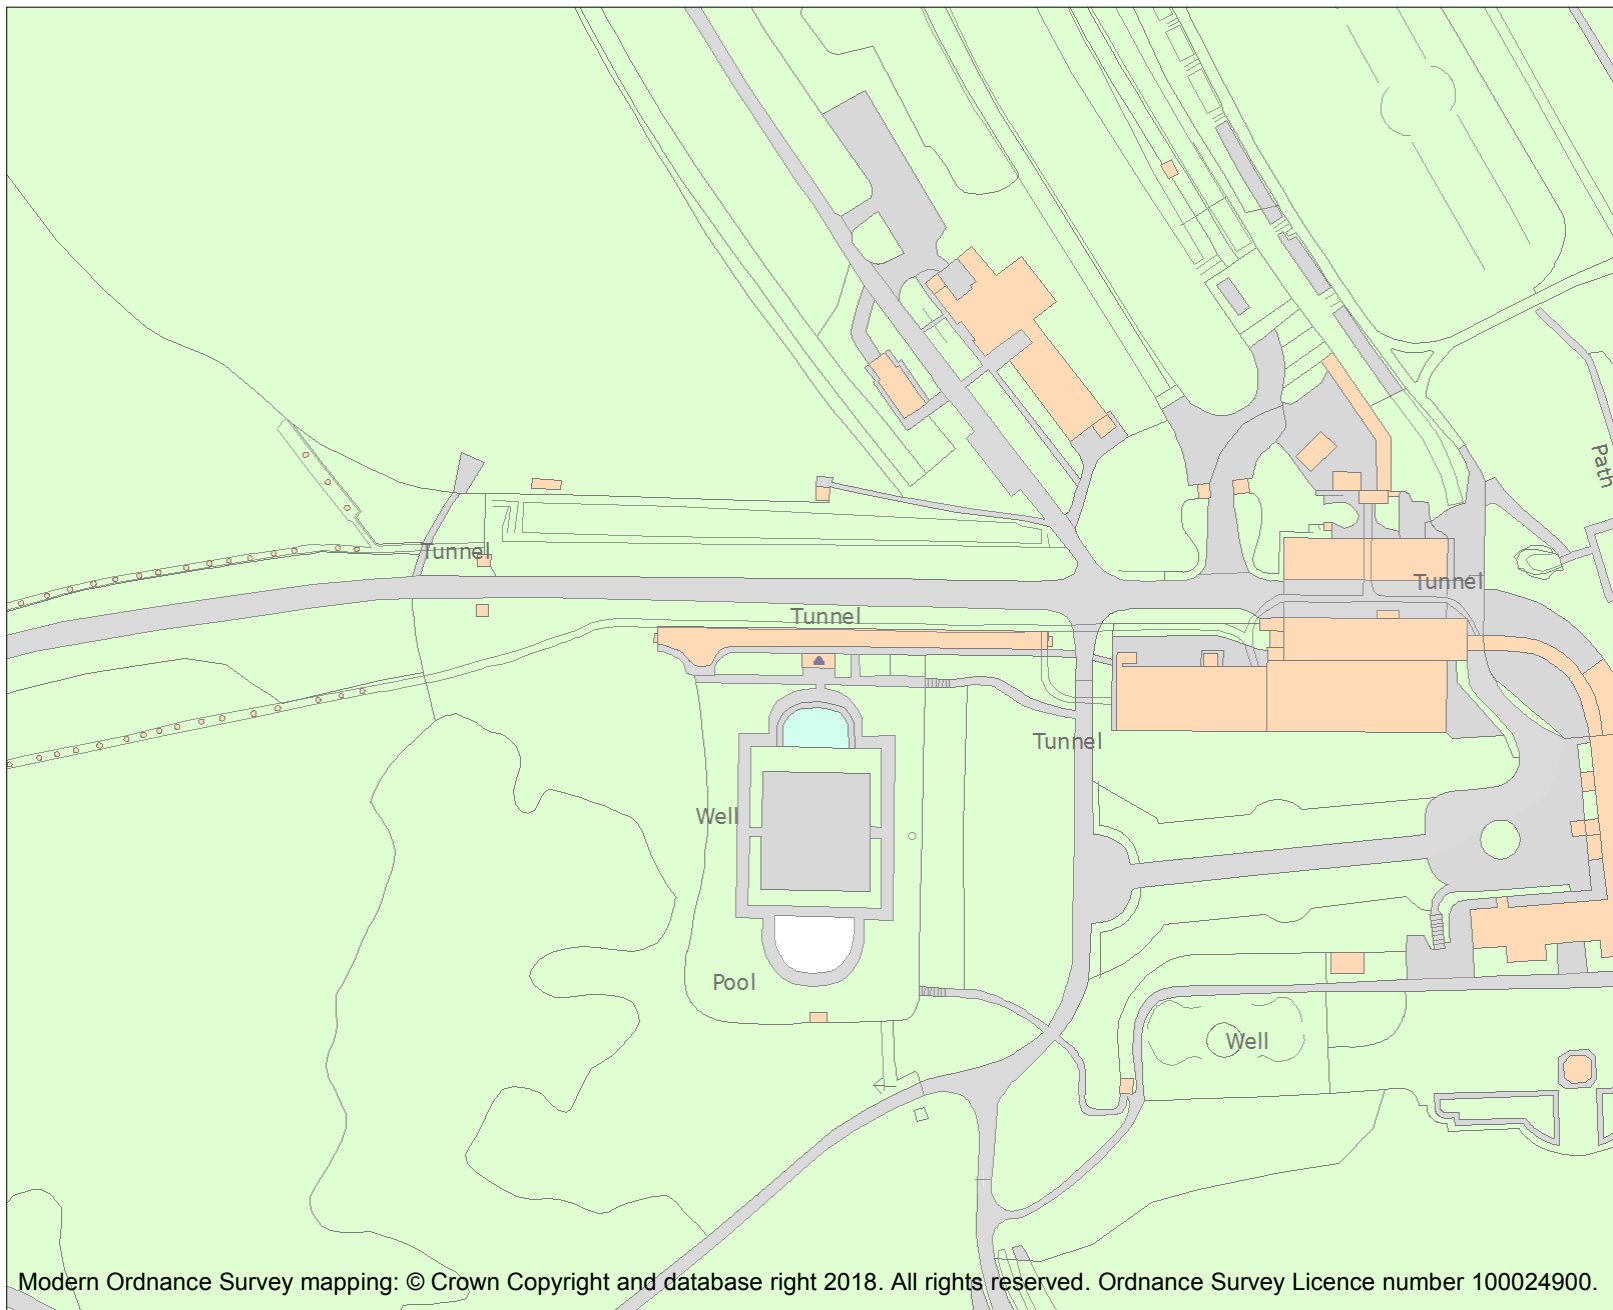 Path
Tunnel
Tunnel
Tunnel
Tunnel
Well
Pool
Well
Modern Ordnance Survey mapping: © Crown Copyright and database right 2018. All rights reserved. Ordnance Survey Licence number 100024900.